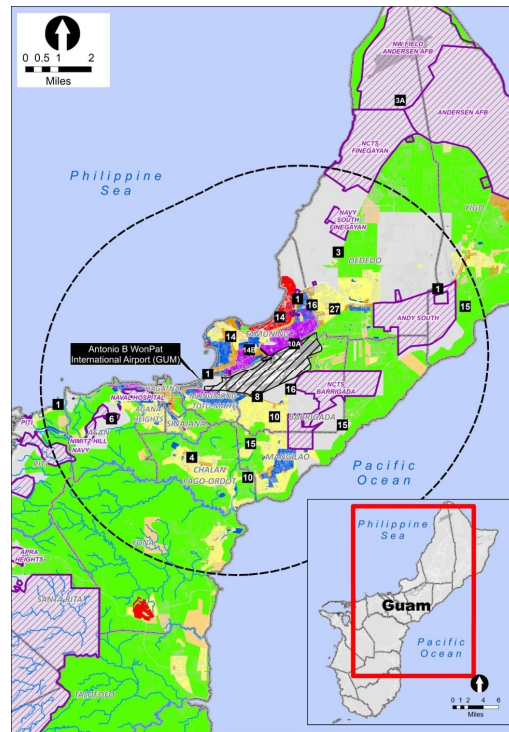 0 0.5 1 2
Miles
NW FIELD
ANDERSEN AFB
3A
ANDERSEN AFB
NCTS
FINEGAYAN
Philippine
Sea
NAVY
SOUTH
FINEGAYAN
YIGO
3
DEDEDO
1
1
16
27
ANDY SOUTH
15
14
14
TAMUNING
14B
10A
Antonio B WonPat
International Airport (GUM)
1
16
NCTS
BARRIGADA
8
HAGATNA
1
NAVAL HOSPITAL
AGANA
HEIGHTS
SINAJANA
6
10
BARRIGADA
15
PITI
NIMITZ HILL
NAVY
15
4
CHALAN
PAGO-ORDOT
MANGILAO
10
Pacific
Ocean
YONA
APRA
HEIGHTS
SANTA RITA
TALOFOFO
Philippine
Sea
Guam
Pacific
Ocean
0 1 2 4 6
Miles